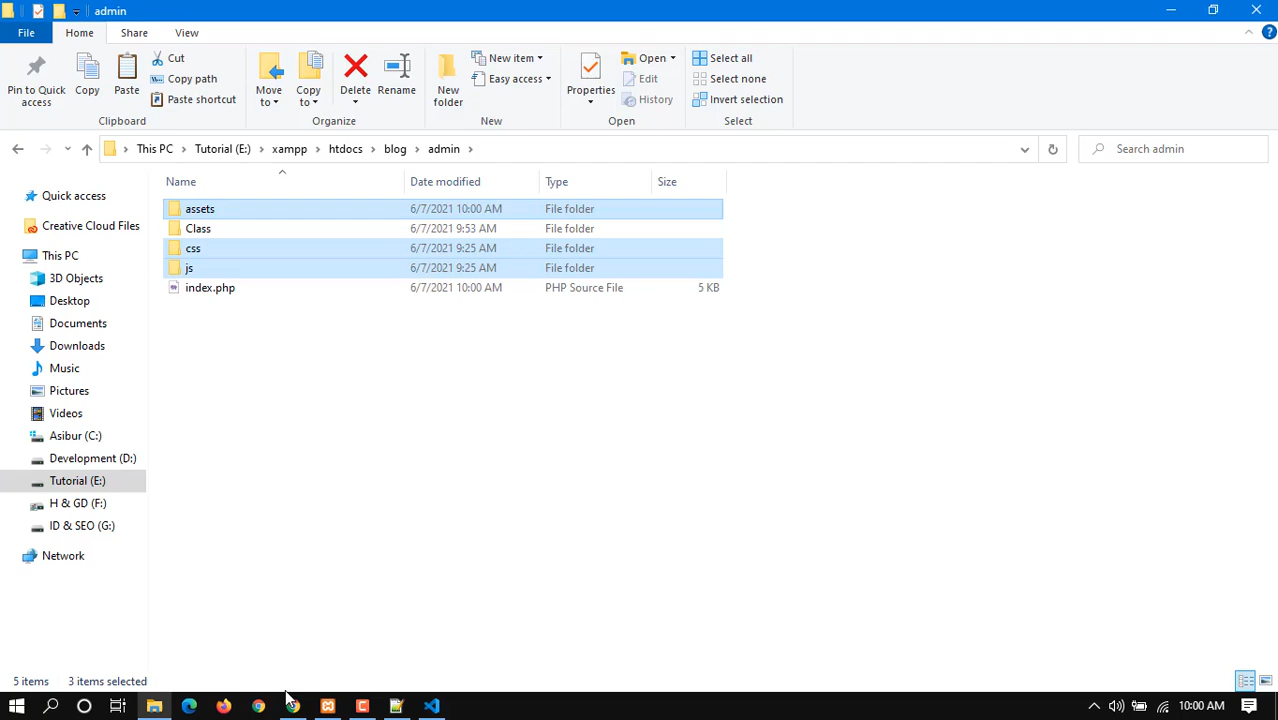 admin
File Home Share View
Pin to Quick access
Copy
Paste
Cut
Copy path
Paste shortcut
Clipboard
Move to
Copy to
Delete
Rename
Organize
New folder
New item
Easy access
New
Properties
Open
Edit
History
Open
Select all
Select none
Invert selection
Select
This PC Tutorial (E:) xampp htdocs blog admin
Search admin
Name Date modified Type Size
assets 6/7/2021 10:00 AM File folder
Class 6/7/2021 9:53 AM File folder
css 6/7/2021 9:25 AM File folder
js 6/7/2021 9:25 AM File folder
index.php 6/7/2021 10:00 AM PHP Source File 5 KB
Quick access
Creative Cloud Files
This PC
3D Objects
Desktop
Documents
Downloads
Music
Pictures
Videos
Asibur (C:)
Development (D:)
Tutorial (E:)
H & GD (F:)
ID & SEO (G:)
Network
5 items 3 items selected
10:00 AM